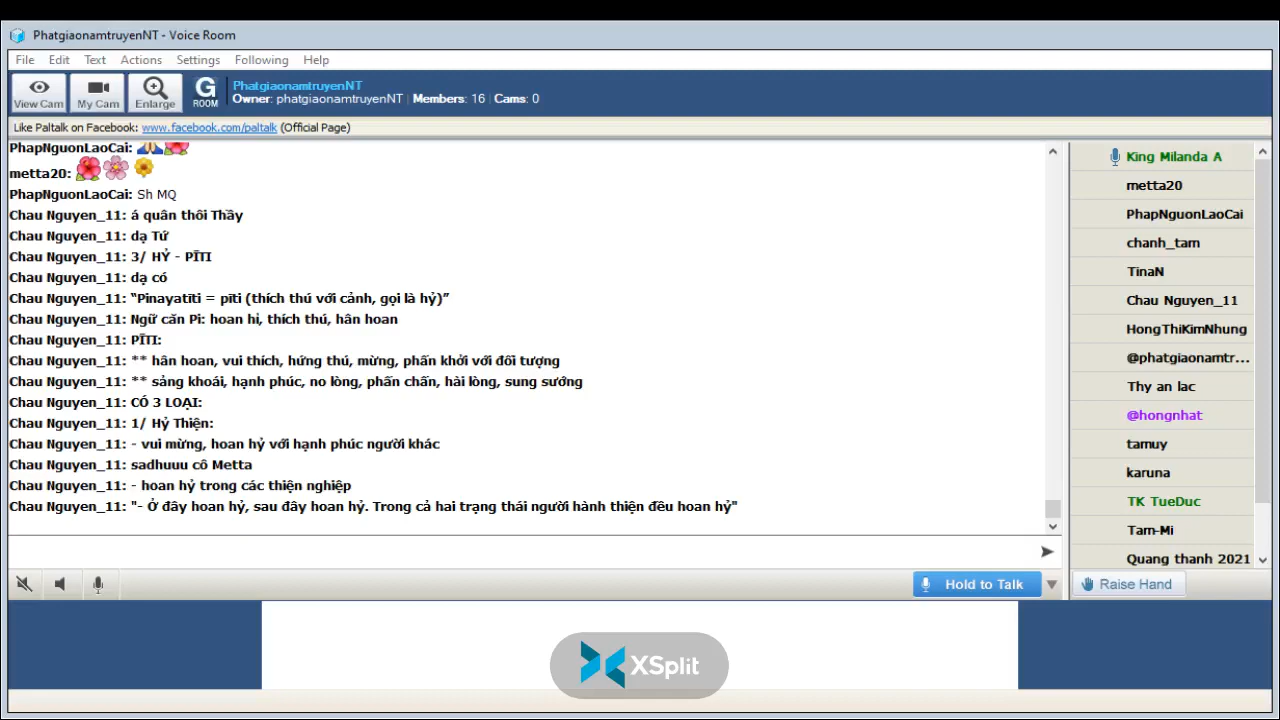 PhatgiaonamtruyenNT - Voice Room
File Edit Text Actions Settings Following Help
View Cam My Cam Enlarge G ROOM
PhatgiaonamtruyenNT
Owner: phatgiaonamtruyenNT | Members: 16 | Cams: 0
Like Paltalk on Facebook: www.facebook.com/paltalk (Official Page)
PhapNguonLaoCai:
metta20:
PhapNguonLaoCai: Sh MQ
Chau Nguyen_11: á quân thôi Thầy
Chau Nguyen_11: dạ Tứ
Chau Nguyen_11: 3/ HỶ - PĪTI
Chau Nguyen_11: dạ có
Chau Nguyen_11: “Pinayatīti = pīti (thích thú với cảnh, gọi là hỷ)”
Chau Nguyen_11: Ngữ căn Pi: hoan hỉ, thích thú, hân hoan
Chau Nguyen_11: PĪTI:
Chau Nguyen_11: ** hân hoan, vui thích, hứng thú, mừng, phấn khởi với đối tượng
Chau Nguyen_11: ** sảng khoái, hạnh phúc, no lòng, phấn chấn, hài lòng, sung sướng
Chau Nguyen_11: CÓ 3 LOẠI:
Chau Nguyen_11: 1/ Hỷ Thiện:
Chau Nguyen_11: - vui mừng, hoan hỷ với hạnh phúc người khác
Chau Nguyen_11: sadhuuu cô Metta
Chau Nguyen_11: - hoan hỷ trong các thiện nghiệp
Chau Nguyen_11: "- Ở đây hoan hỷ, sau đây hoan hỷ. Trong cả hai trạng thái người hành thiện đều hoan hỷ"
King Milanda A
metta20
PhapNguonLaoCai
chanh_tam
TinaN
Chau Nguyen_11
HongThiKimNhung
@phatgiaonamtr...
Thy an lac
@hongnhat
tamuy
karuna
TK TueDuc
Tam-Mi
Quang thanh 2021
Hold to Talk
Raise Hand
XSplit